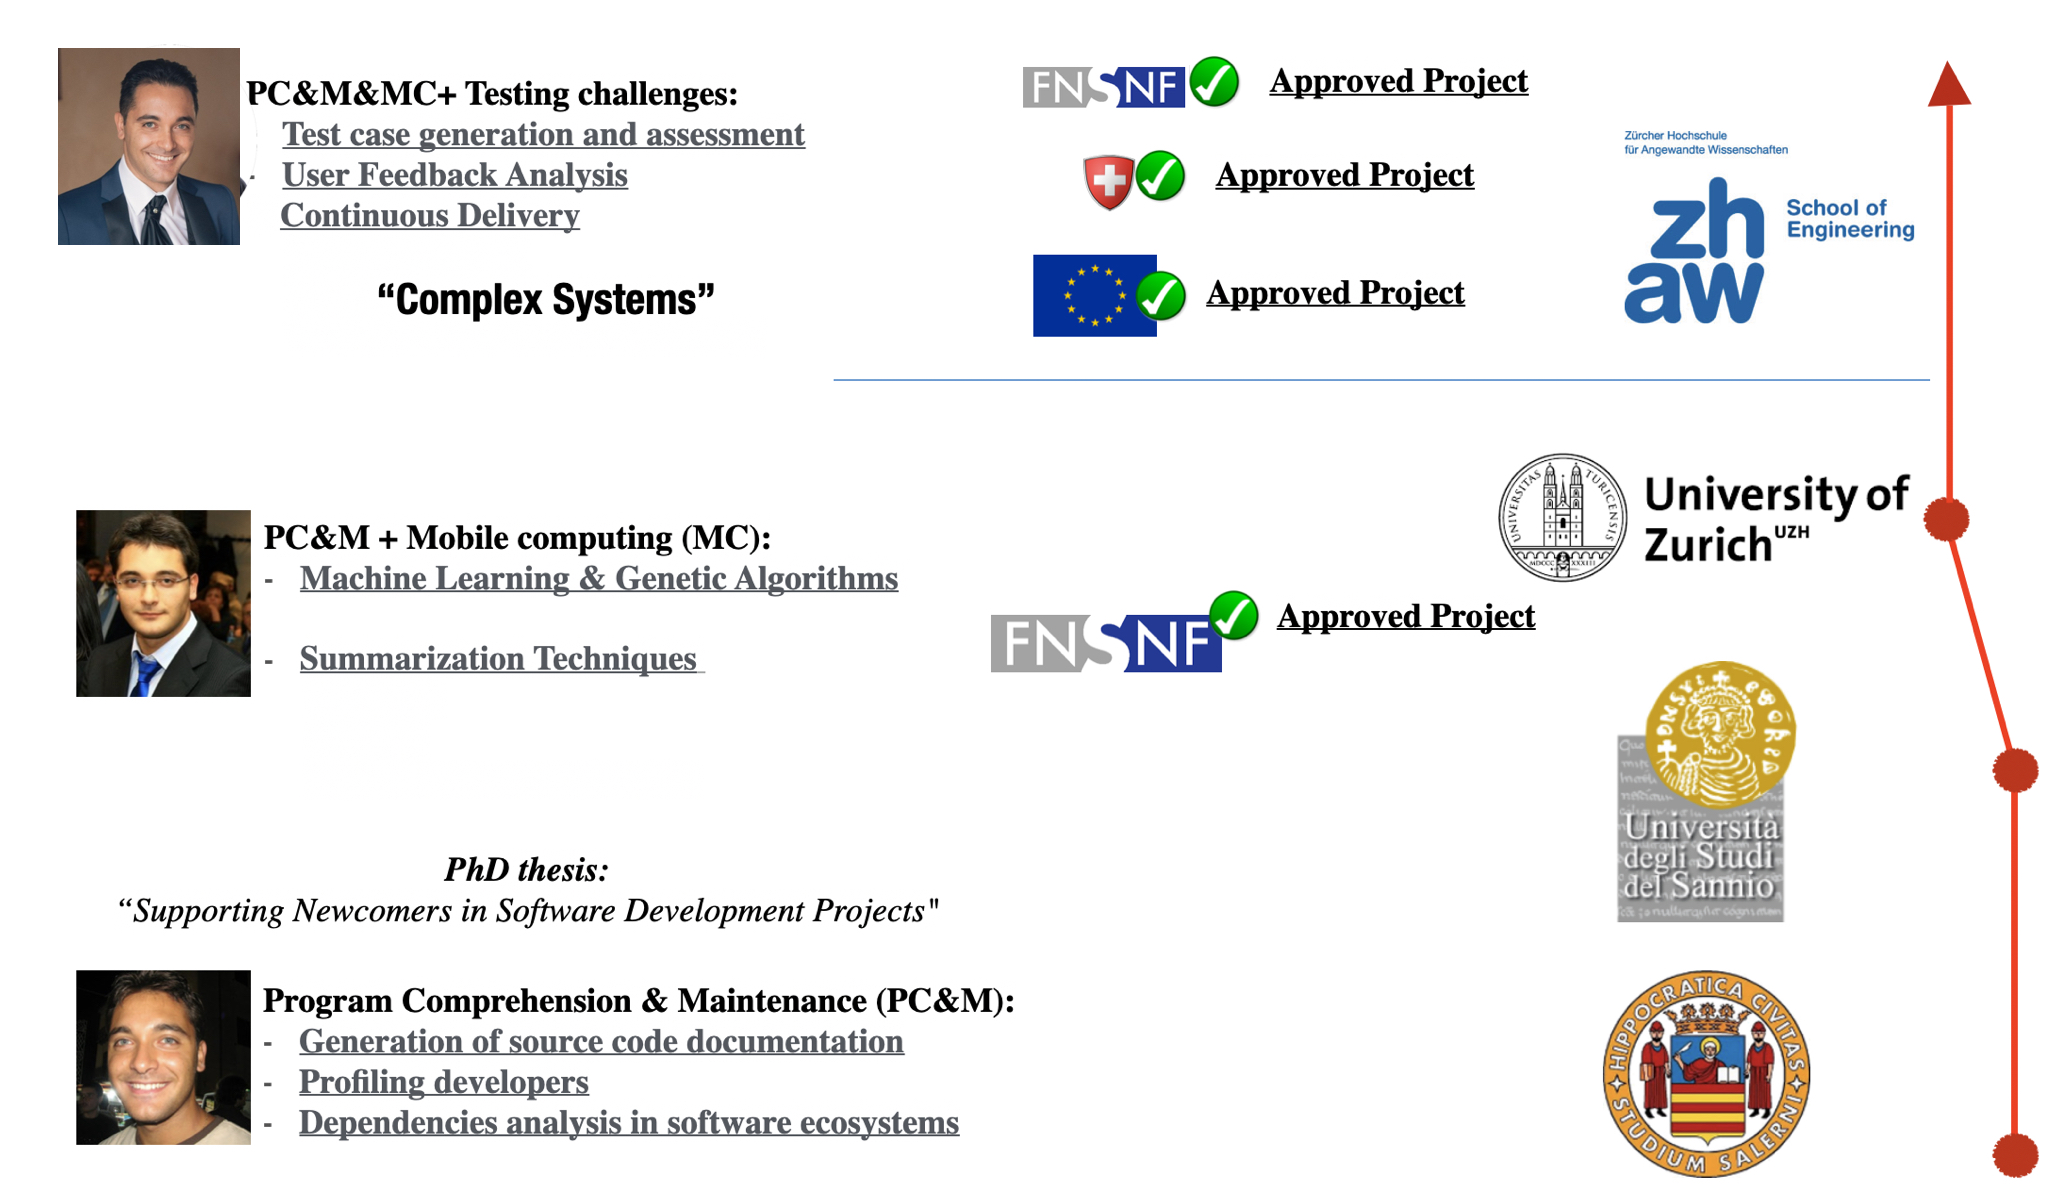 PC&M&MC+ Testing challenges:
Test case generation and assessment
- User Feedback Analysis
Continuous Delivery
“Complex Systems”
FNSNF
Approved Project
Approved Project
Approved Project
Zürcher Hochschule
für Angewandte Wissenschaften
zh
aw
School of
Engineering
PC&M + Mobile computing (MC):
- Machine Learning & Genetic Algorithms
- Summarization Techniques
FNSNF
Approved Project
UNIVERSITAS TURICENSIS
MDCCC XXXIII
University of
Zurich UZH
Università
degli Studi
del Sannio
PhD thesis:
“Supporting Newcomers in Software Development Projects"
Program Comprehension & Maintenance (PC&M):
- Generation of source code documentation
- Profiling developers
- Dependencies analysis in software ecosystems
HIPPOCRATICA CIVITAS
STUDIUM SALERNI